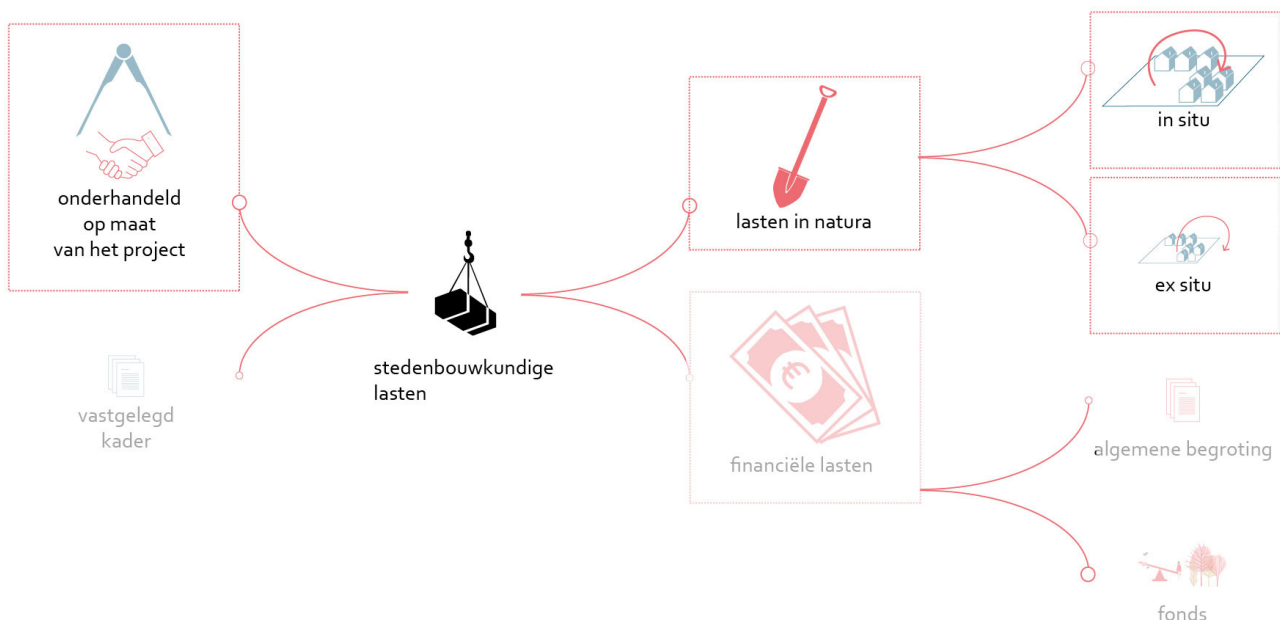 onderhandeld
op maat
van het project
vastgelegd
kader
stedenbouwkundige
lasten
lasten in natura
financiële lasten
€
in situ
ex situ
algemene begroting
fonds